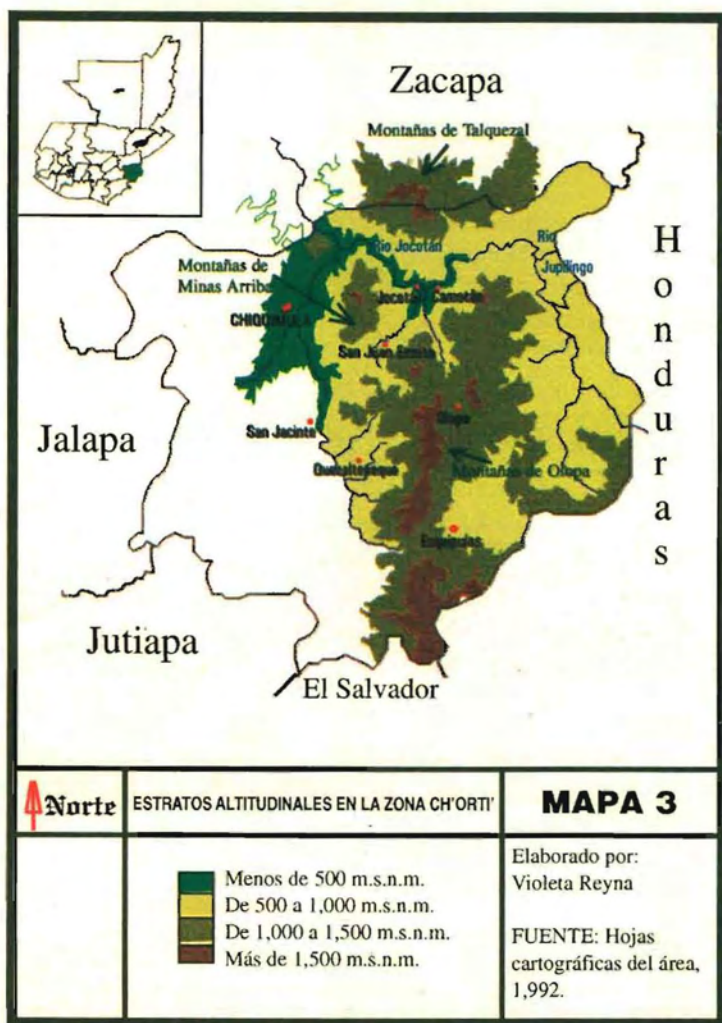 Zacapa
Montañas de Talquezal
Río Jocotán
Río
Jupilingo
Montañas de
Minas Arriba
Jocotán
Camotán
CHIQUIMULA
San Juan Ermita
Honduras
Jalapa
San Jacinto
Olopa
Quezaltepeque
Montañas de Olopa
Esquipulas
Jutiapa
El Salvador
Norte
ESTRATOS ALTITUDINALES EN LA ZONA CH'ORTI'
MAPA 3
Menos de 500 m.s.n.m.
De 500 a 1,000 m.s.n.m.
De 1,000 a 1,500 m.s.n.m.
Más de 1,500 m.s.n.m.
Elaborado por:
Violeta Reyna
FUENTE: Hojas
cartográficas del área,
1,992.